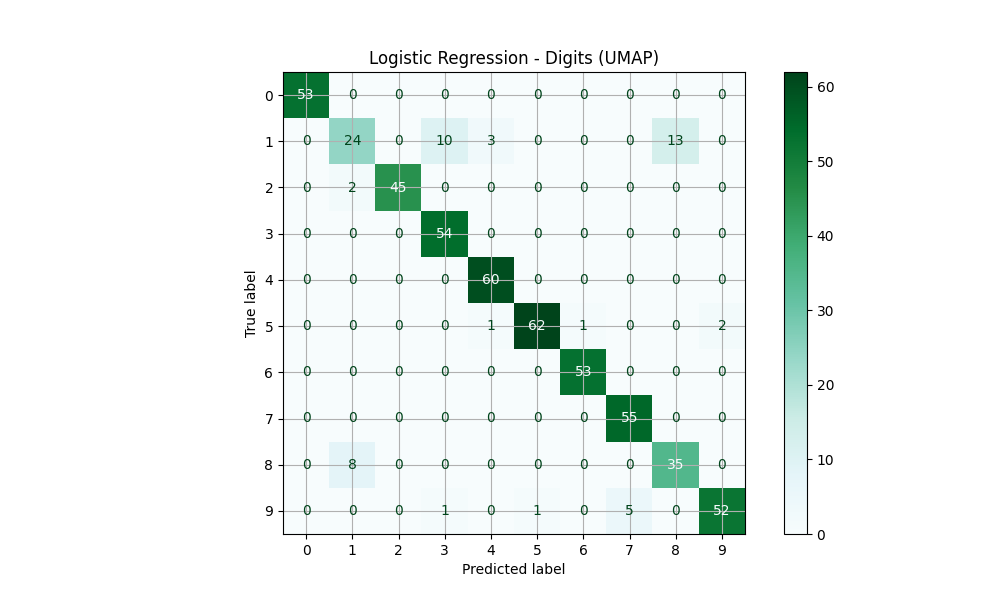 Logistic Regression - Digits (UMAP)
True label
0 53 0 0 0 0 0 0 0 0 0
1 0 24 0 10 3 0 0 0 13 0
2 0 2 45 0 0 0 0 0 0 0
3 0 0 0 54 0 0 0 0 0 0
4 0 0 0 0 60 0 0 0 0 0
5 0 0 0 0 1 62 1 0 0 2
6 0 0 0 0 0 0 53 0 0 0
7 0 0 0 0 0 0 0 55 0 0
8 0 8 0 0 0 0 0 0 35 0
9 0 0 0 1 0 1 0 5 0 52
0 1 2 3 4 5 6 7 8 9
Predicted label
60
50
40
30
20
10
0